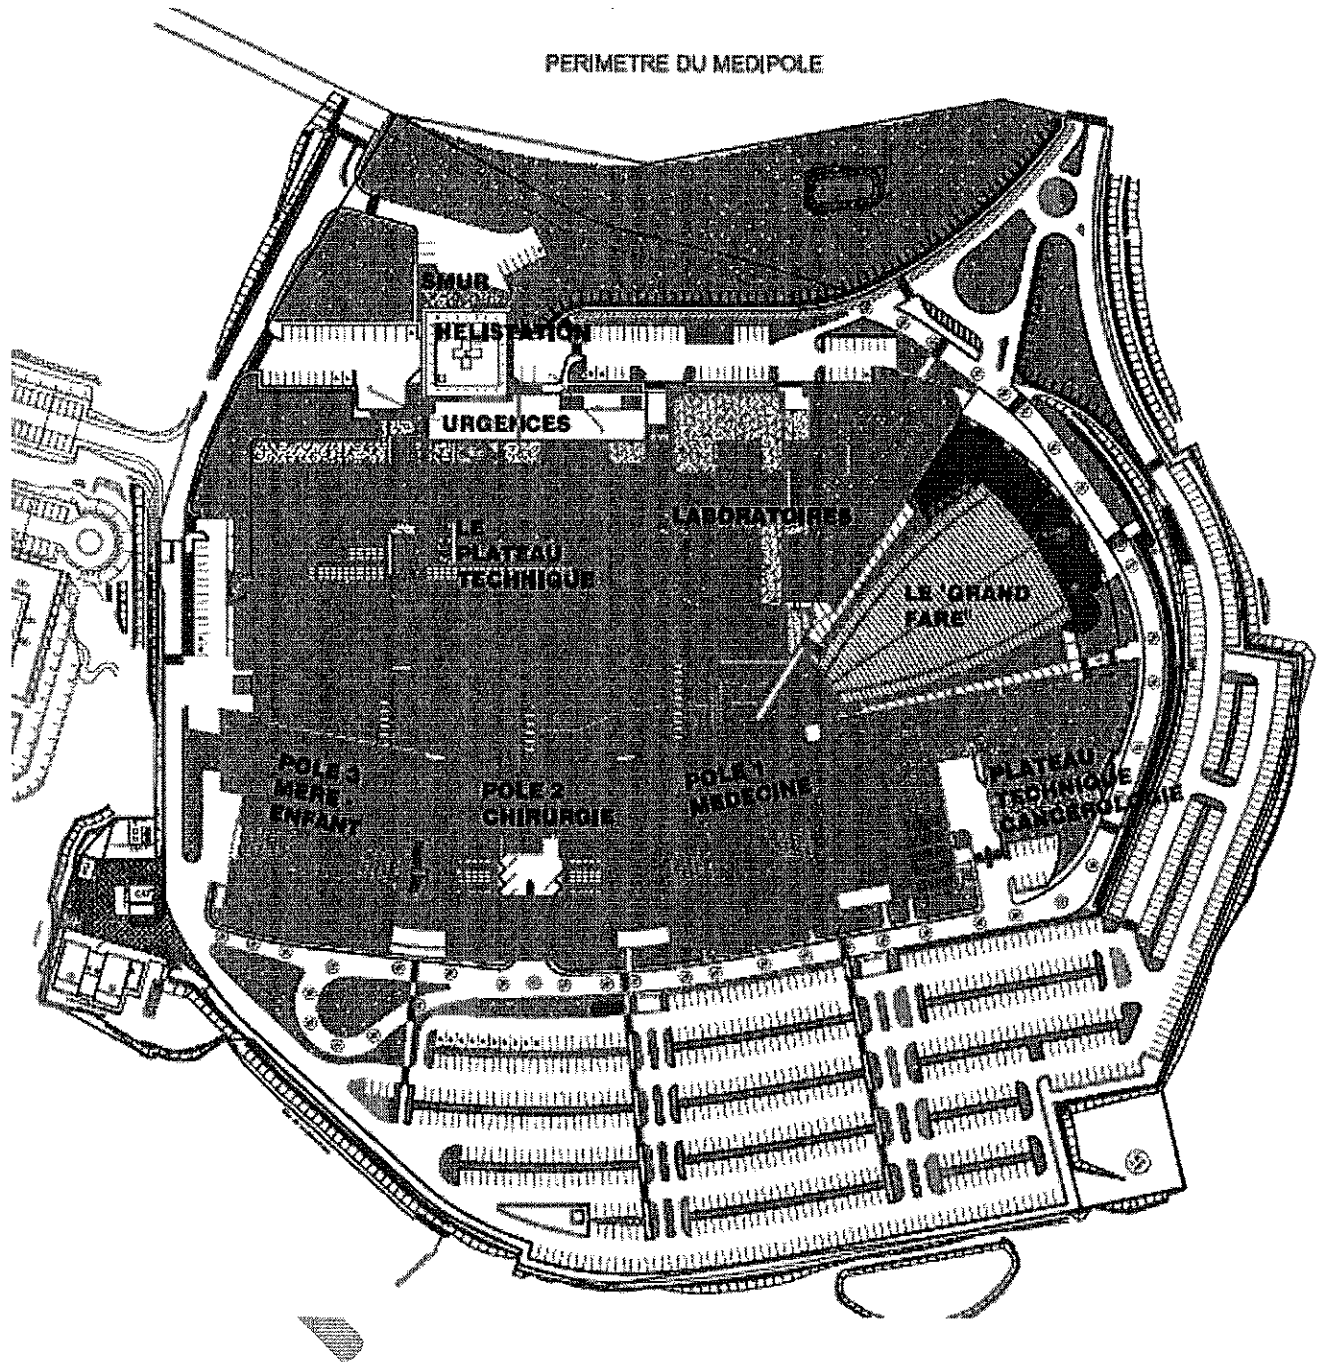 PERIMETRE DU MEDIPOLE
SMUR
HELISTATION
URGENCES
LABORATOIRES
LE
PLATEAU
TECHNIQUE
LE 'GRAND
FARE'
POLE 3
MERE -
ENFANT
POLE 2
CHIRURGIE
POLE 1
MEDECINE
PLATEAU
TECHNIQUE
CANCEROLOGIE